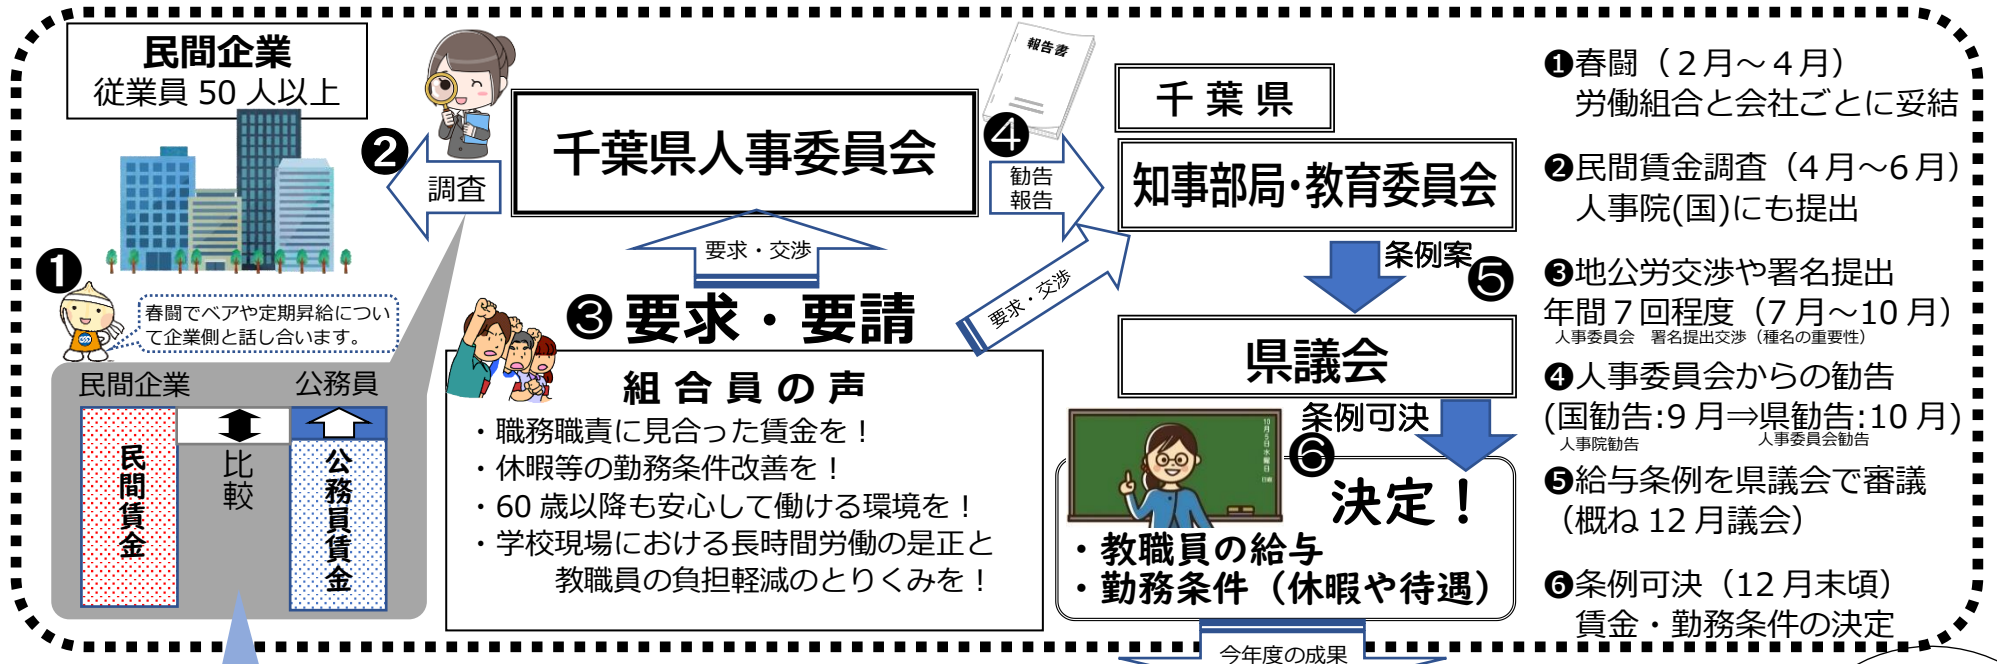 民間企業
従業員 50 人以上
❷
調査
千葉県人事委員会
報告書
❹
勧告
報告
千 葉 県
知事部局・教育委員会
❶
春闘でベアや定期昇給につい
て企業側と話し合います。
民間企業
公務員
民間賃金
比較
公務員賃金
要求・交渉
要求・交渉
❸要求・要請
組 合 員 の 声
・職務職責に見合った賃金を！
・休暇等の勤務条件改善を！
・60 歳以降も安心して働ける環境を！
・学校現場における長時間労働の是正と
教職員の負担軽減のとりくみを！
条例案
❺
県議会
条例可決
❻
10月5日水曜日
日直
決定！
・教職員の給与
・勤務条件（休暇や待遇）
今年度の成果
❶春闘（２月～４月）
労働組合と会社ごとに妥結
❷民間賃金調査（４月～６月）
人事院(国)にも提出
❸地公労交渉や署名提出
年間７回程度（７月～10 月）
人事委員会　署名提出交渉（種名の重要性）
❹人事委員会からの勧告
(国勧告:9 月⇒県勧告:10 月)
人事院勧告
人事委員会勧告
❺給与条例を県議会で審議
（概ね 12 月議会）
❻条例可決（12 月末頃）
賃金・勤務条件の決定